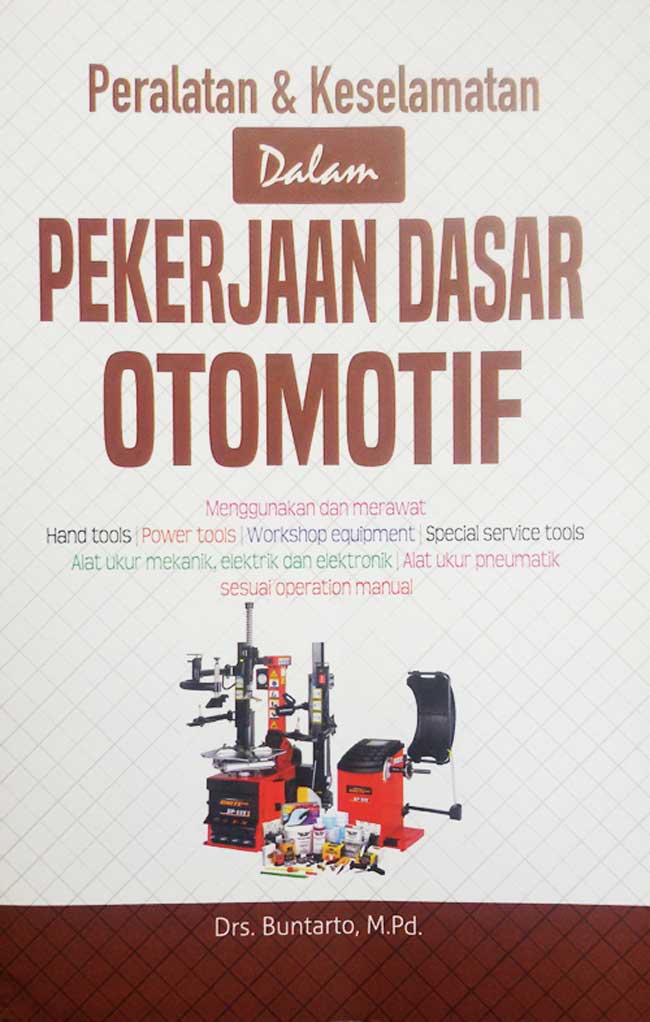 Peralatan & Keselamatan
Dalam
PEKERJAAN DASAR
OTOMOTIF
Menggunakan dan merawat
Hand tools | Power tools | Workshop equipment | Special service tools
Alat ukur mekanik, elektrik dan elektronik | Alat ukur pneumatik
sesuai operation manual
Drs. Buntarto, M.Pd.